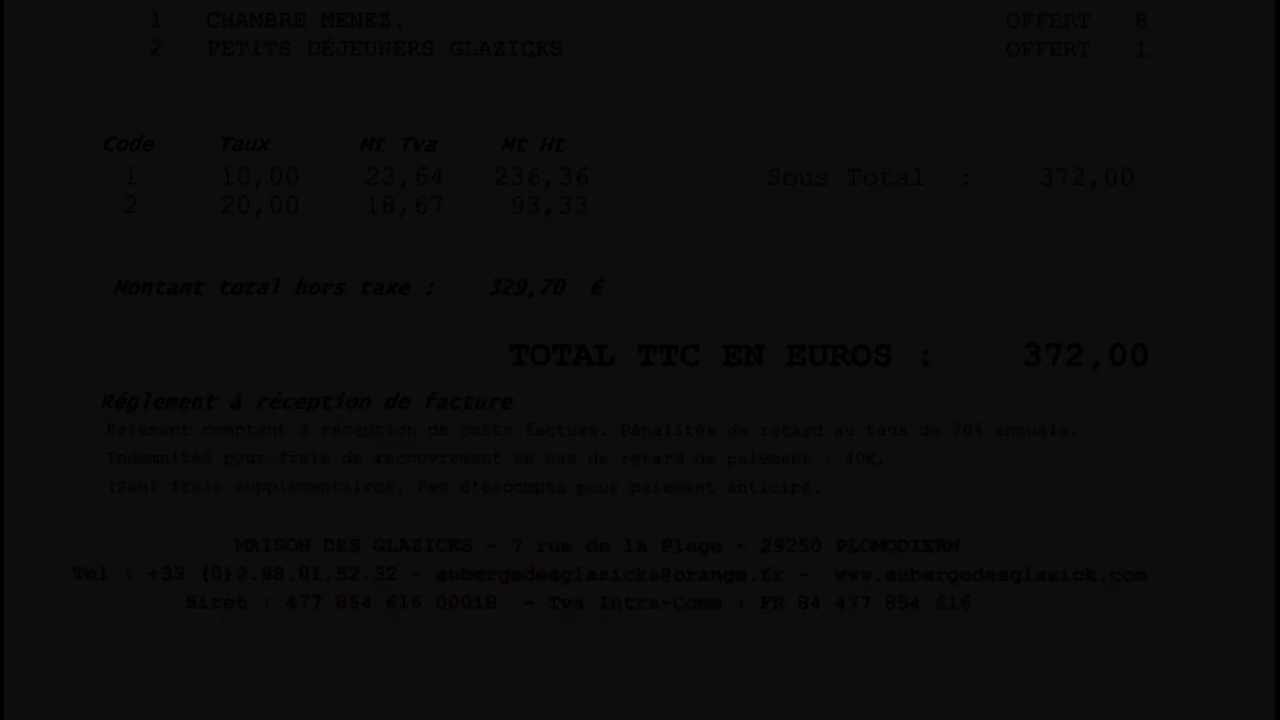 1 CHAMBRE MENEZ. OFFERT 8
2 PETITS DÉJEUNERS GLAZICKS OFFERT 1
Code Taux Mt Tva Mt Ht
1 10,00 23,64 236,36 Sous Total : 372,00
2 20,00 18,67 93,33
Montant total hors taxe : 329,70 €
TOTAL TTC EN EUROS : 372,00
Réglement à réception de facture
Paiement comptant à réception de cette facture. Pénalités de retard au taux de 20% annuels.
Indemnités pour frais de recouvrement en cas de retard de paiement : 40€,
(Sauf frais supplémentaires. Pas d'escompte pour paiement anticipé.
MAISON DES GLAZICKS - 7 rue de la Plage - 29250 PLOMODIERN
Tel : +33 (0)2.98.81.52.32 - aubergedesglazicks@orange.fr - www.aubergedesglazick.com
Siret : 477 854 616 00018 - Tva Intra-Comm : FR 84 477 854 616